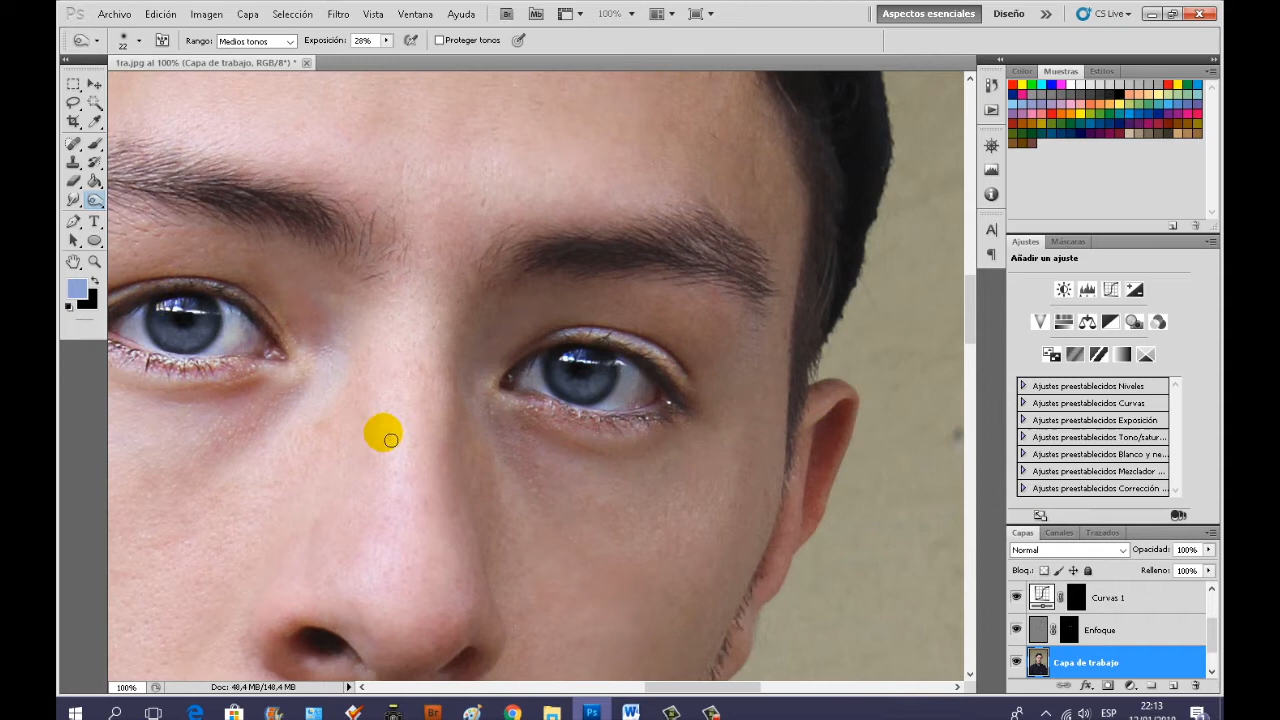 Ps Archivo Edición Imagen Capa Selección Filtro Vista Ventana Ayuda Br Mb 100% Aspectos esenciales Diseño CS Live
22 Rango: Medios tonos Exposición: 28% Proteger tonos
1ra.jpg al 100% (Capa de trabajo, RGB/8*) *
Color Muestras Estilos
Ajustes Máscaras
Añadir un ajuste
Ajustes preestablecidos Niveles
Ajustes preestablecidos Curvas
Ajustes preestablecidos Exposición
Ajustes preestablecidos Tono/satur...
Ajustes preestablecidos Blanco y ne...
Ajustes preestablecidos Mezclador ...
Ajustes preestablecidos Corrección ...
Capas Canales Trazados
Normal Opacidad: 100%
Bloq.: Relleno: 100%
Curvas 1
Enfoque
Capa de trabajo
100% Doc: 48,4 MB/148,4 MB
ESP 22:13